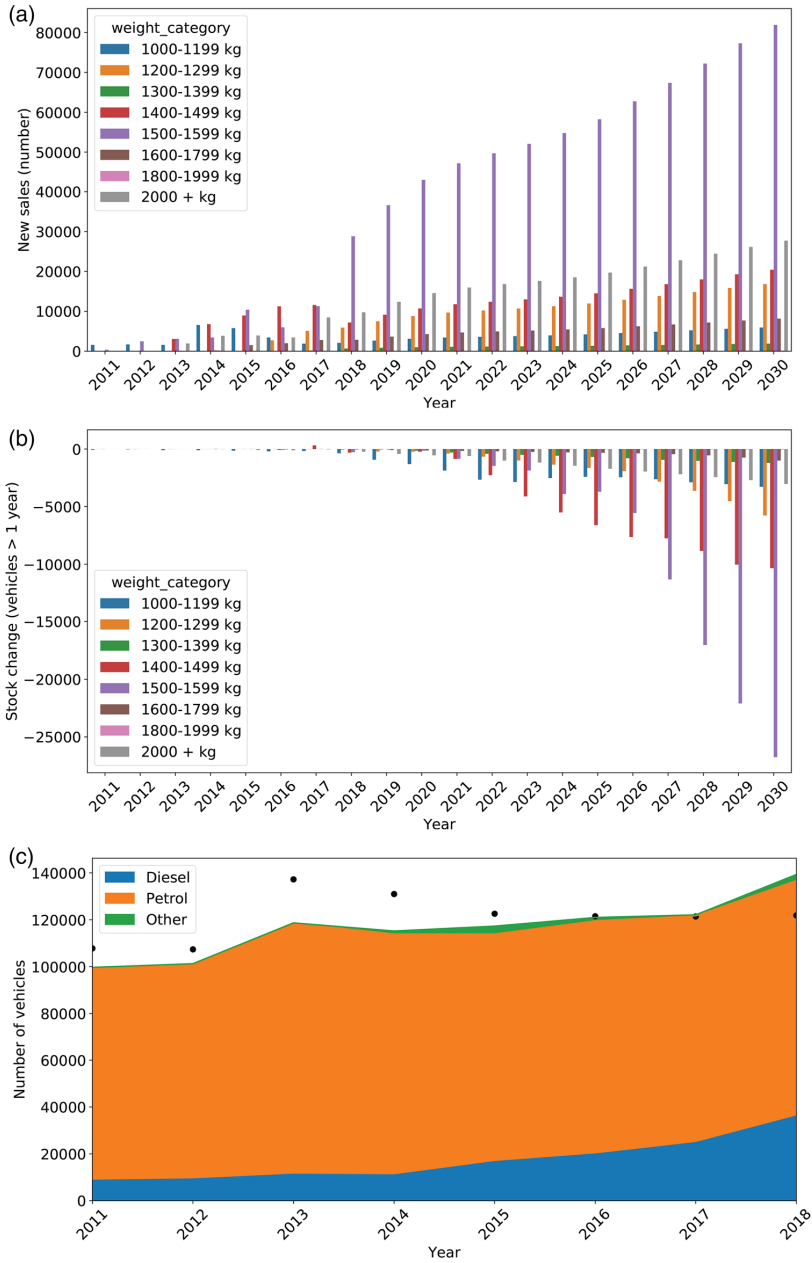 (a)
New sales (number)
80000
70000
60000
50000
40000
30000
20000
10000
0
weight_category
1000-1199 kg
1200-1299 kg
1300-1399 kg
1400-1499 kg
1500-1599 kg
1600-1799 kg
1800-1999 kg
2000 + kg
2011 2012 2013 2014 2015 2016 2017 2018 2019 2020 2021 2022 2023 2024 2025 2026 2027 2028 2029 2030
Year
(b)
Stock change (vehicles > 1 year)
0
−5000
−10000
−15000
−20000
−25000
weight_category
1000-1199 kg
1200-1299 kg
1300-1399 kg
1400-1499 kg
1500-1599 kg
1600-1799 kg
1800-1999 kg
2000 + kg
2011 2012 2013 2014 2015 2016 2017 2018 2019 2020 2021 2022 2023 2024 2025 2026 2027 2028 2029 2030
Year
(c)
Number of vehicles
140000
120000
100000
80000
60000
40000
20000
0
Diesel
Petrol
Other
2011 2012 2013 2014 2015 2016 2017 2018
Year